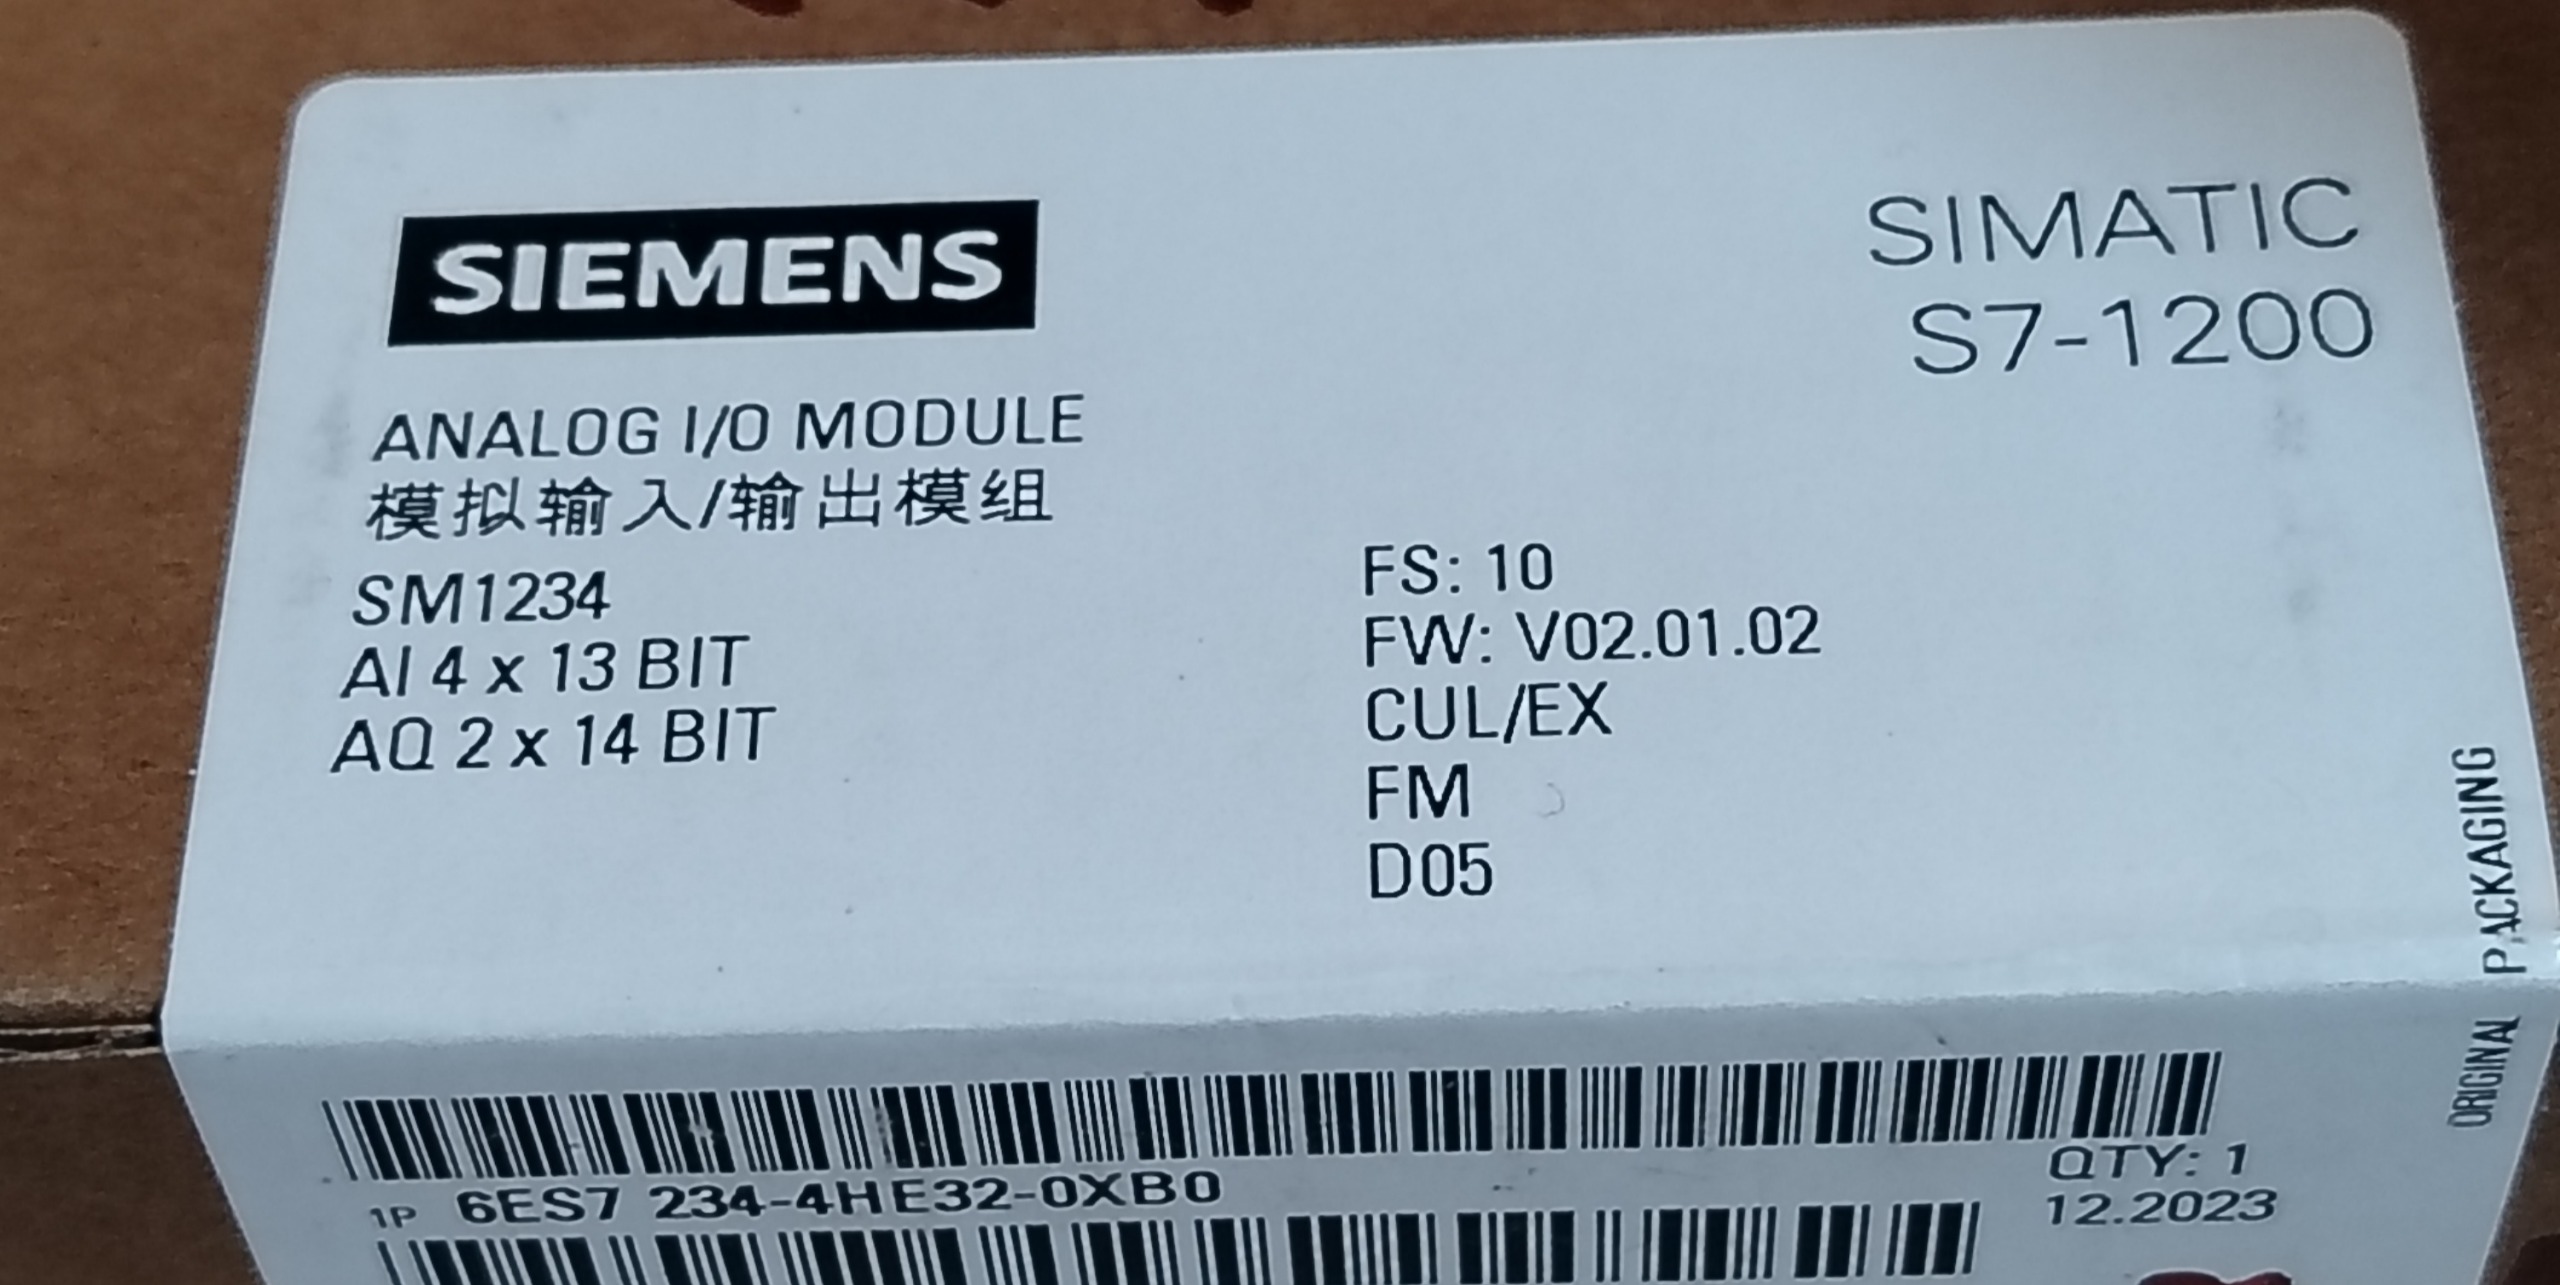 SIEMENS
SIMATIC
S7-1200
ANALOG I/O MODULE
模拟输入/输出模组
SM1234
AI 4 x 13 BIT
AQ 2 x 14 BIT
FS: 10
FW: V02.01.02
CUL/EX
FM
D05
ORIGINAL PACKAGING
1P 6ES7 234-4HE32-0XB0
QTY: 1
12.2023